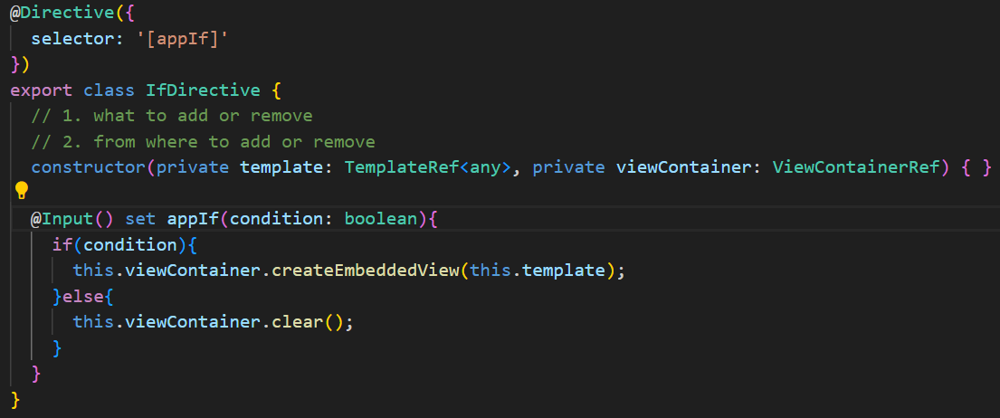 @Directive({
  selector: '[appIf]'
})
export class IfDirective {
  // 1. what to add or remove
  // 2. from where to add or remove
  constructor(private template: TemplateRef<any>, private viewContainer: ViewContainerRef) { }
  @Input() set appIf(condition: boolean){
    if(condition){
      this.viewContainer.createEmbeddedView(this.template);
    }else{
      this.viewContainer.clear();
    }
  }
}